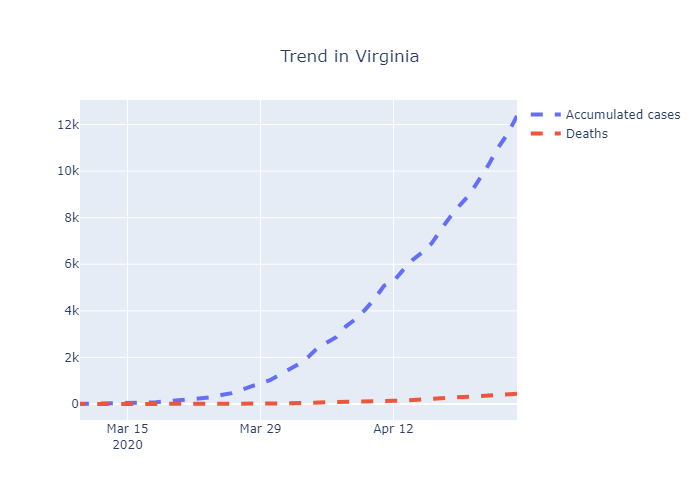 Trend in Virginia
Accumulated cases
Deaths
12k
10k
8k
6k
4k
2k
0
Mar 15
2020
Mar 29
Apr 12